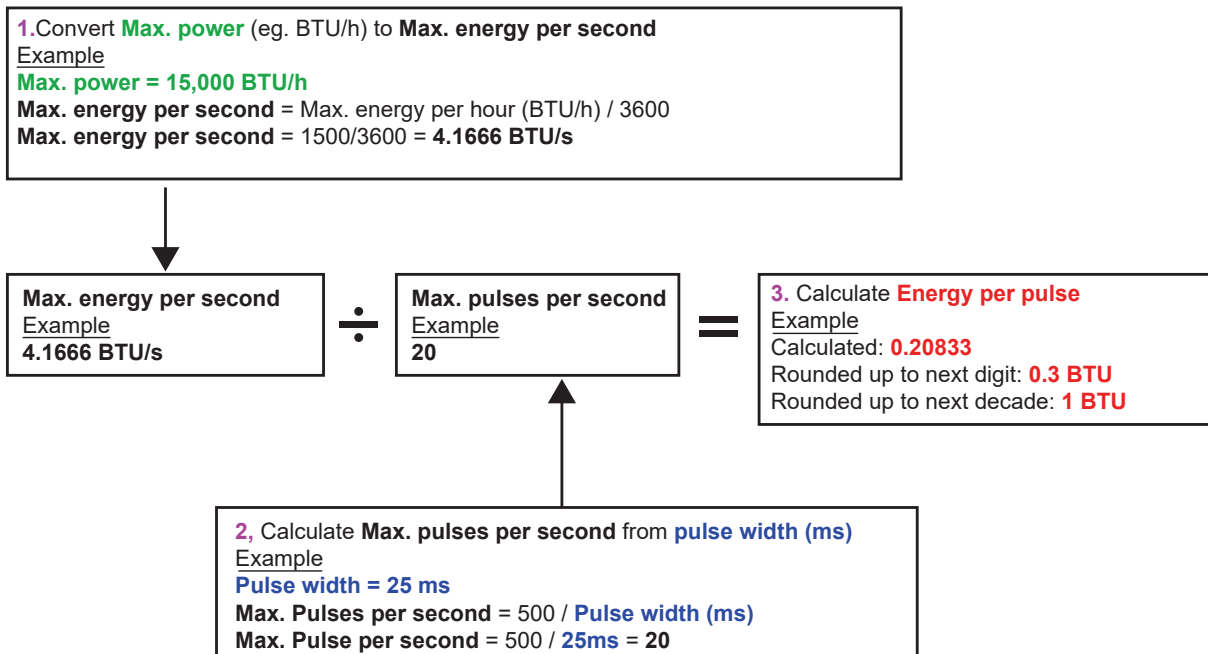 1.Convert Max. power (eg. BTU/h) to Max. energy per second
Example
Max. power = 15,000 BTU/h
Max. energy per second = Max. energy per hour (BTU/h) / 3600
Max. energy per second = 1500/3600 = 4.1666 BTU/s
Max. energy per second
Example
4.1666 BTU/s
÷
Max. pulses per second
Example
20
=
3. Calculate Energy per pulse
Example
Calculated: 0.20833
Rounded up to next digit: 0.3 BTU
Rounded up to next decade: 1 BTU
2, Calculate Max. pulses per second from pulse width (ms)
Example
Pulse width = 25 ms
Max. Pulses per second = 500 / Pulse width (ms)
Max. Pulse per second = 500 / 25ms = 20